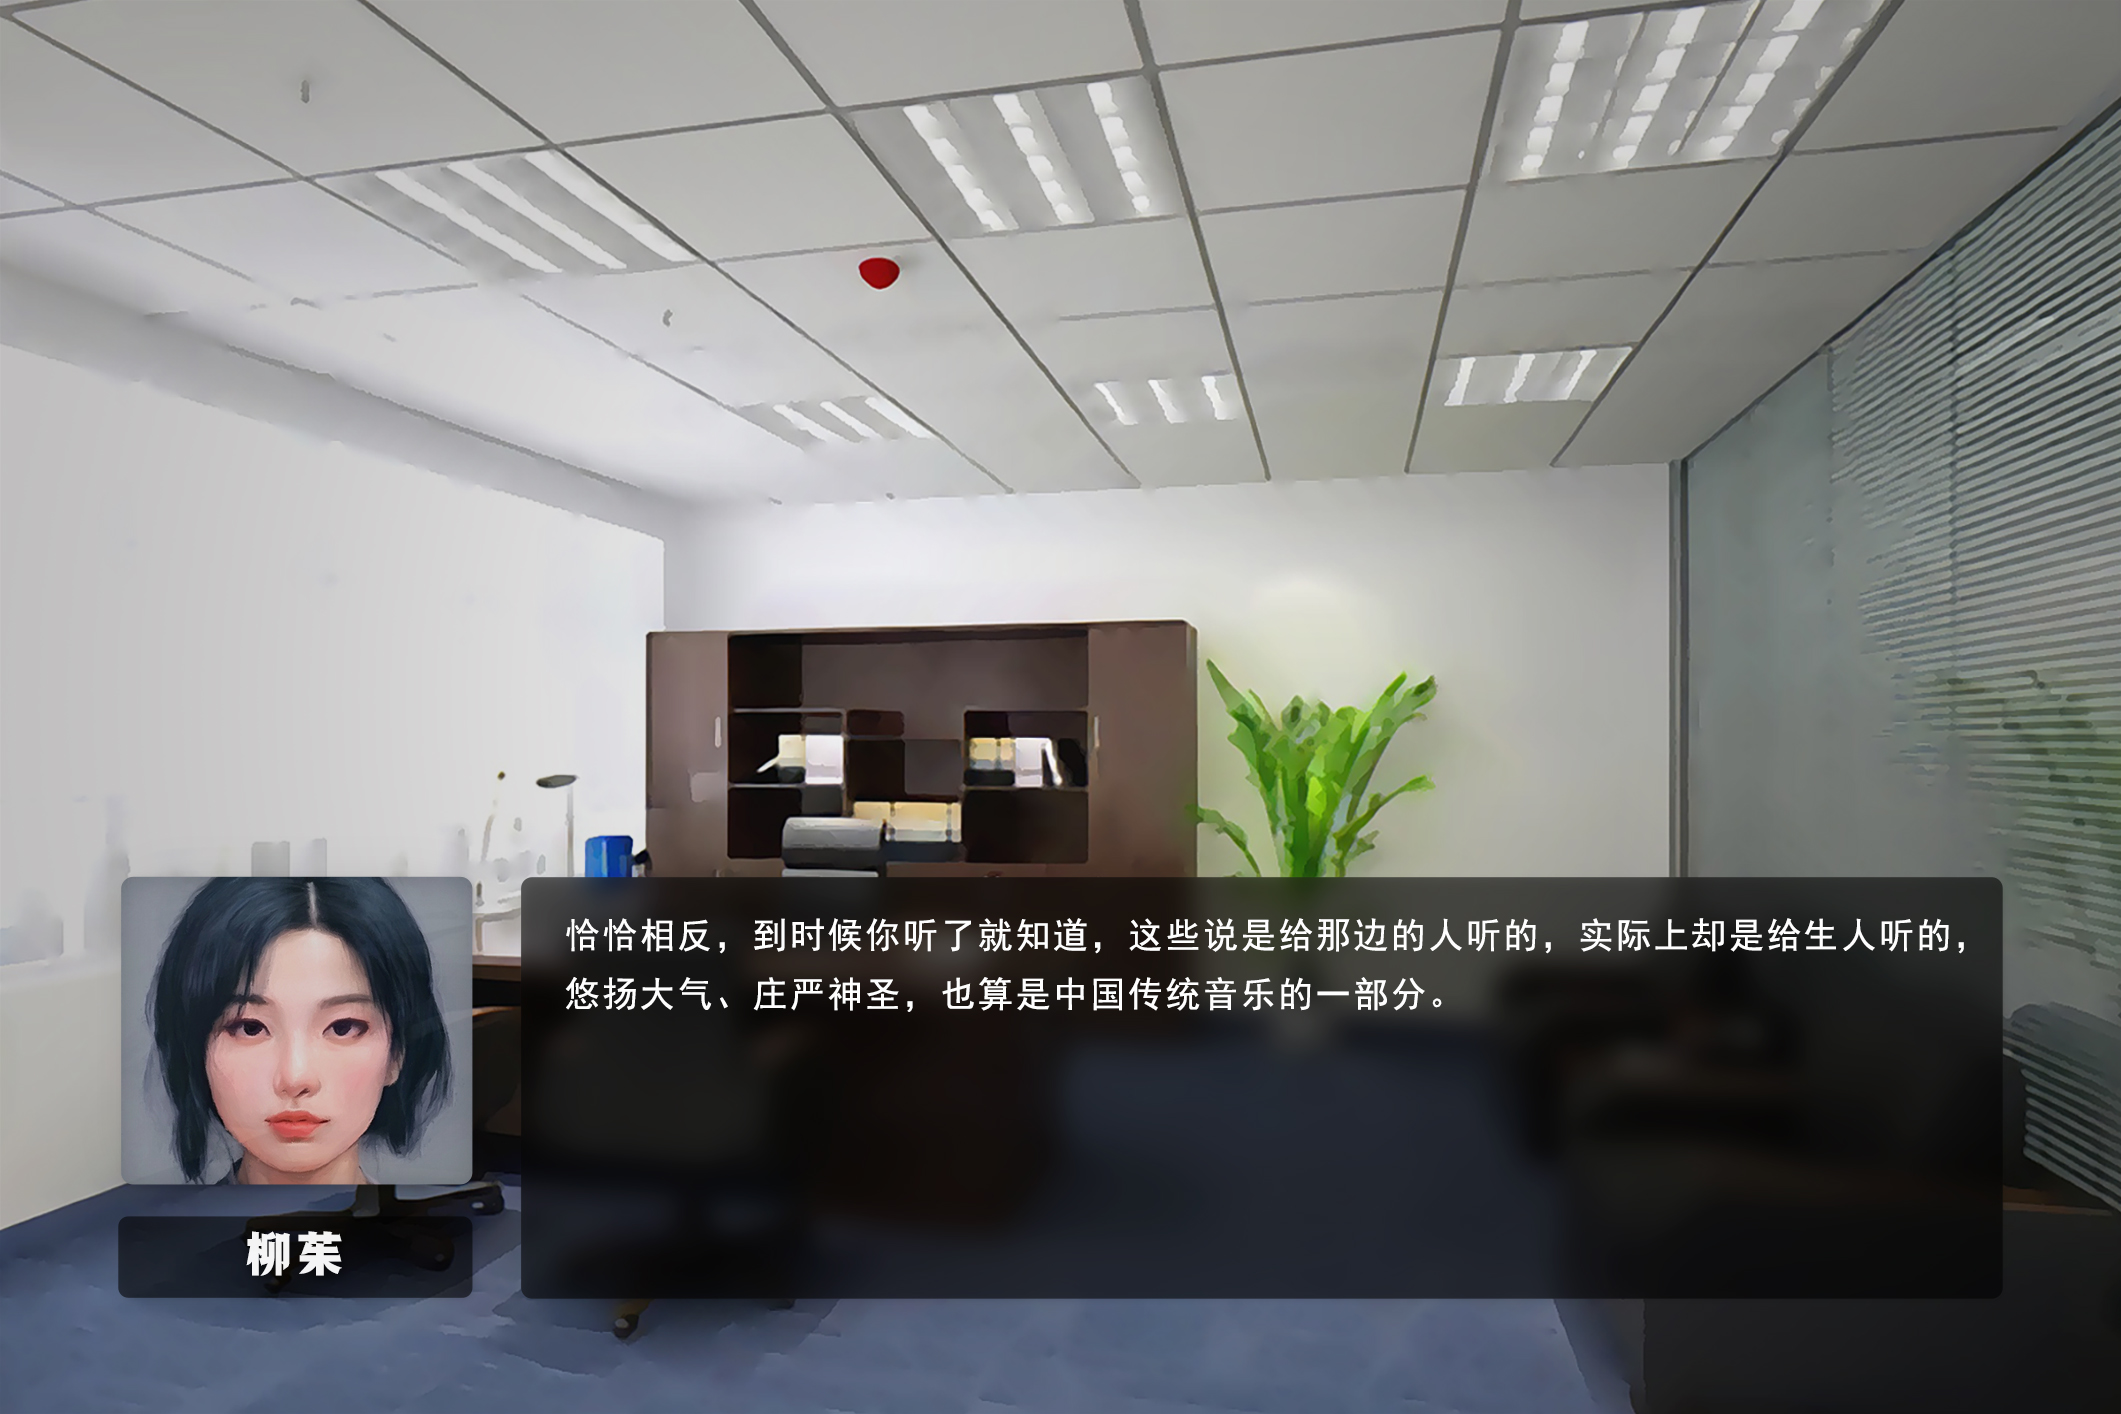 恰恰相反，到时候你听了就知道，这些说是给那边的人听的，实际上却是给生人听的，
悠扬大气、庄严神圣，也算是中国传统音乐的一部分。
柳茱